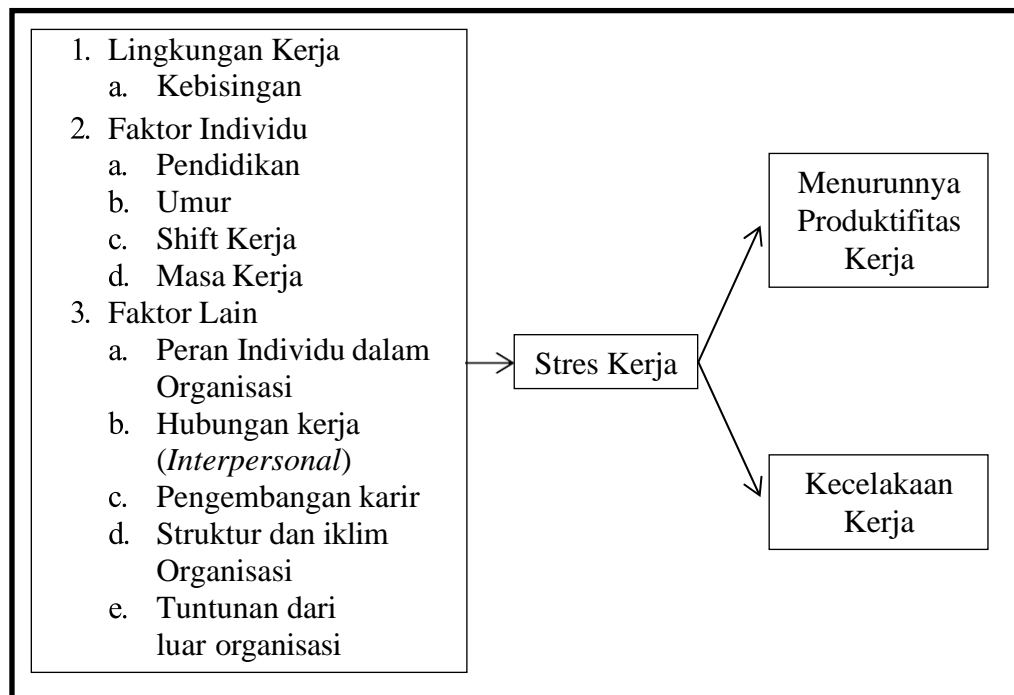 1. Lingkungan Kerja
a. Kebisingan
2. Faktor Individu
a. Pendidikan
b. Umur
c. Shift Kerja
d. Masa Kerja
3. Faktor Lain
a. Peran Individu dalam
Organisasi
b. Hubungan kerja
(Interpersonal)
c. Pengembangan karir
d. Struktur dan iklim
Organisasi
e. Tuntunan dari
luar organisasi
Stres Kerja
Menurunnya
Produktifitas
Kerja
Kecelakaan
Kerja